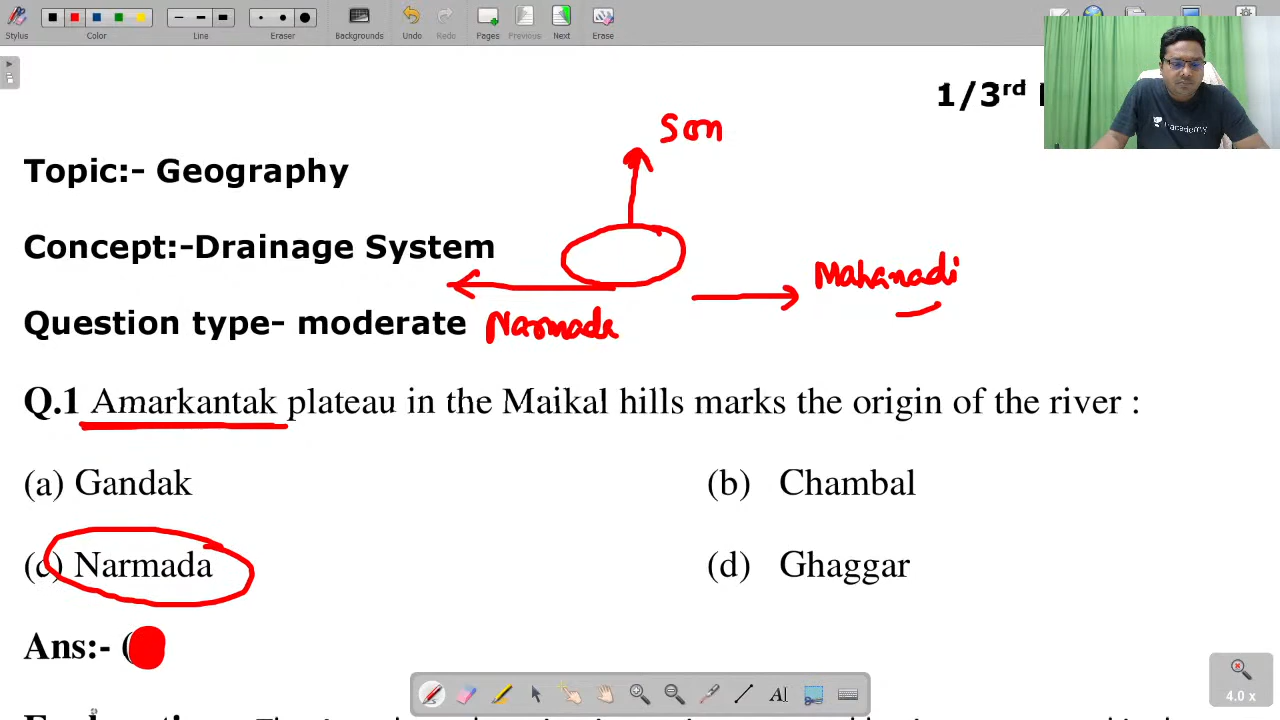 Stylus Color Line Eraser Backgrounds Undo Redo Pages Previous Next Erase
1/3rd
Son
Topic:- Geography
Concept:-Drainage System
Mahanadi
Question type- moderate
Narmada
Q.1 Amarkantak plateau in the Maikal hills marks the origin of the river :
(a) Gandak
(b) Chambal
(c) Narmada
(d) Ghaggar
Ans:- (
4.0 x